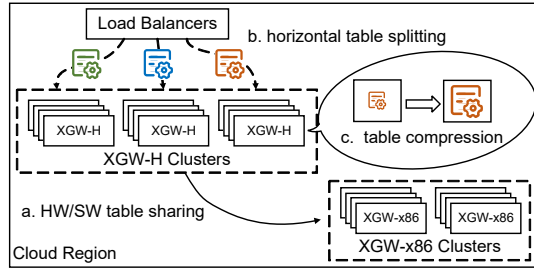 Load Balancers
b. horizontal table splitting
XGW-H
XGW-H
XGW-H
c. table compression
XGW-H Clusters
a. HW/SW table sharing
XGW-x86
XGW-x86
XGW-x86 Clusters
Cloud Region